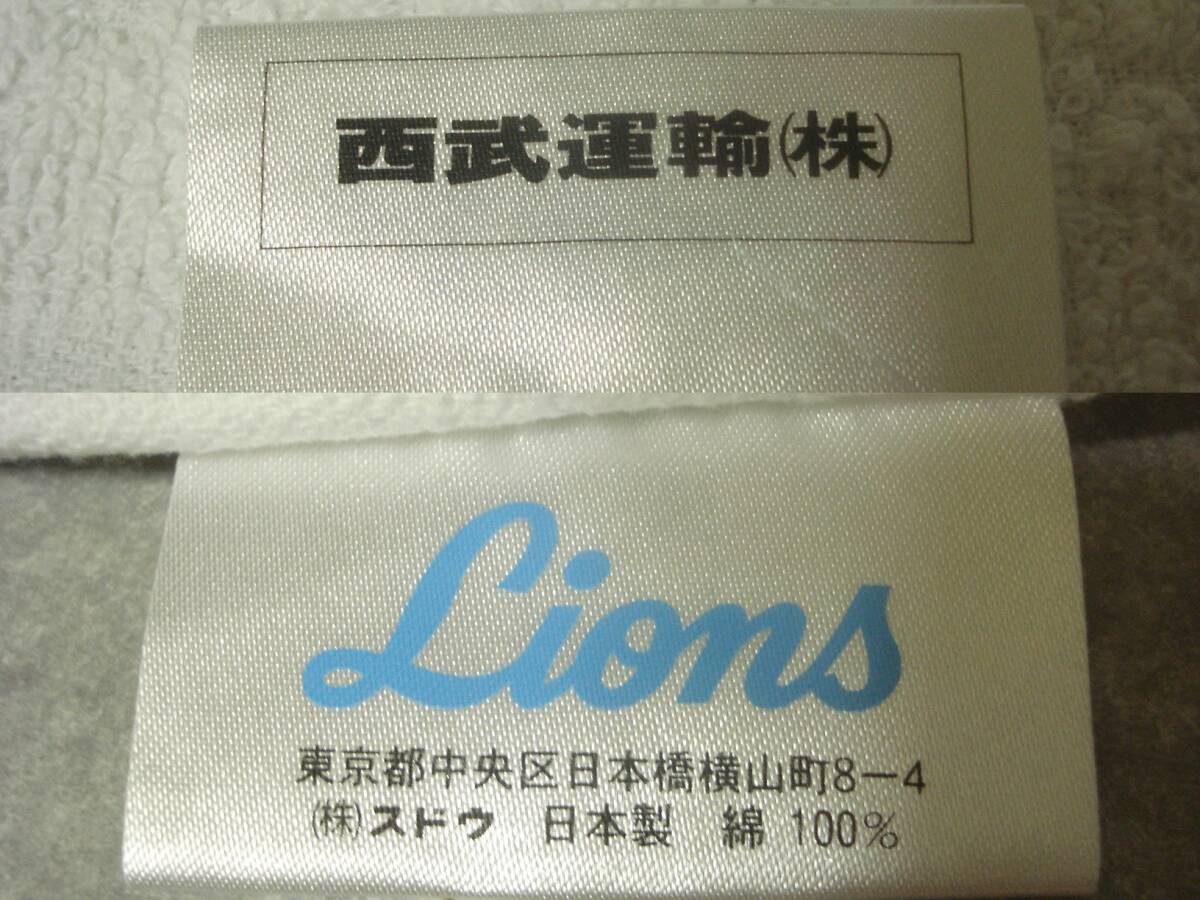 西武運輸(株)
Lions
東京都中央区日本橋横山町8-4
(株)スドウ 日本製 綿 100%